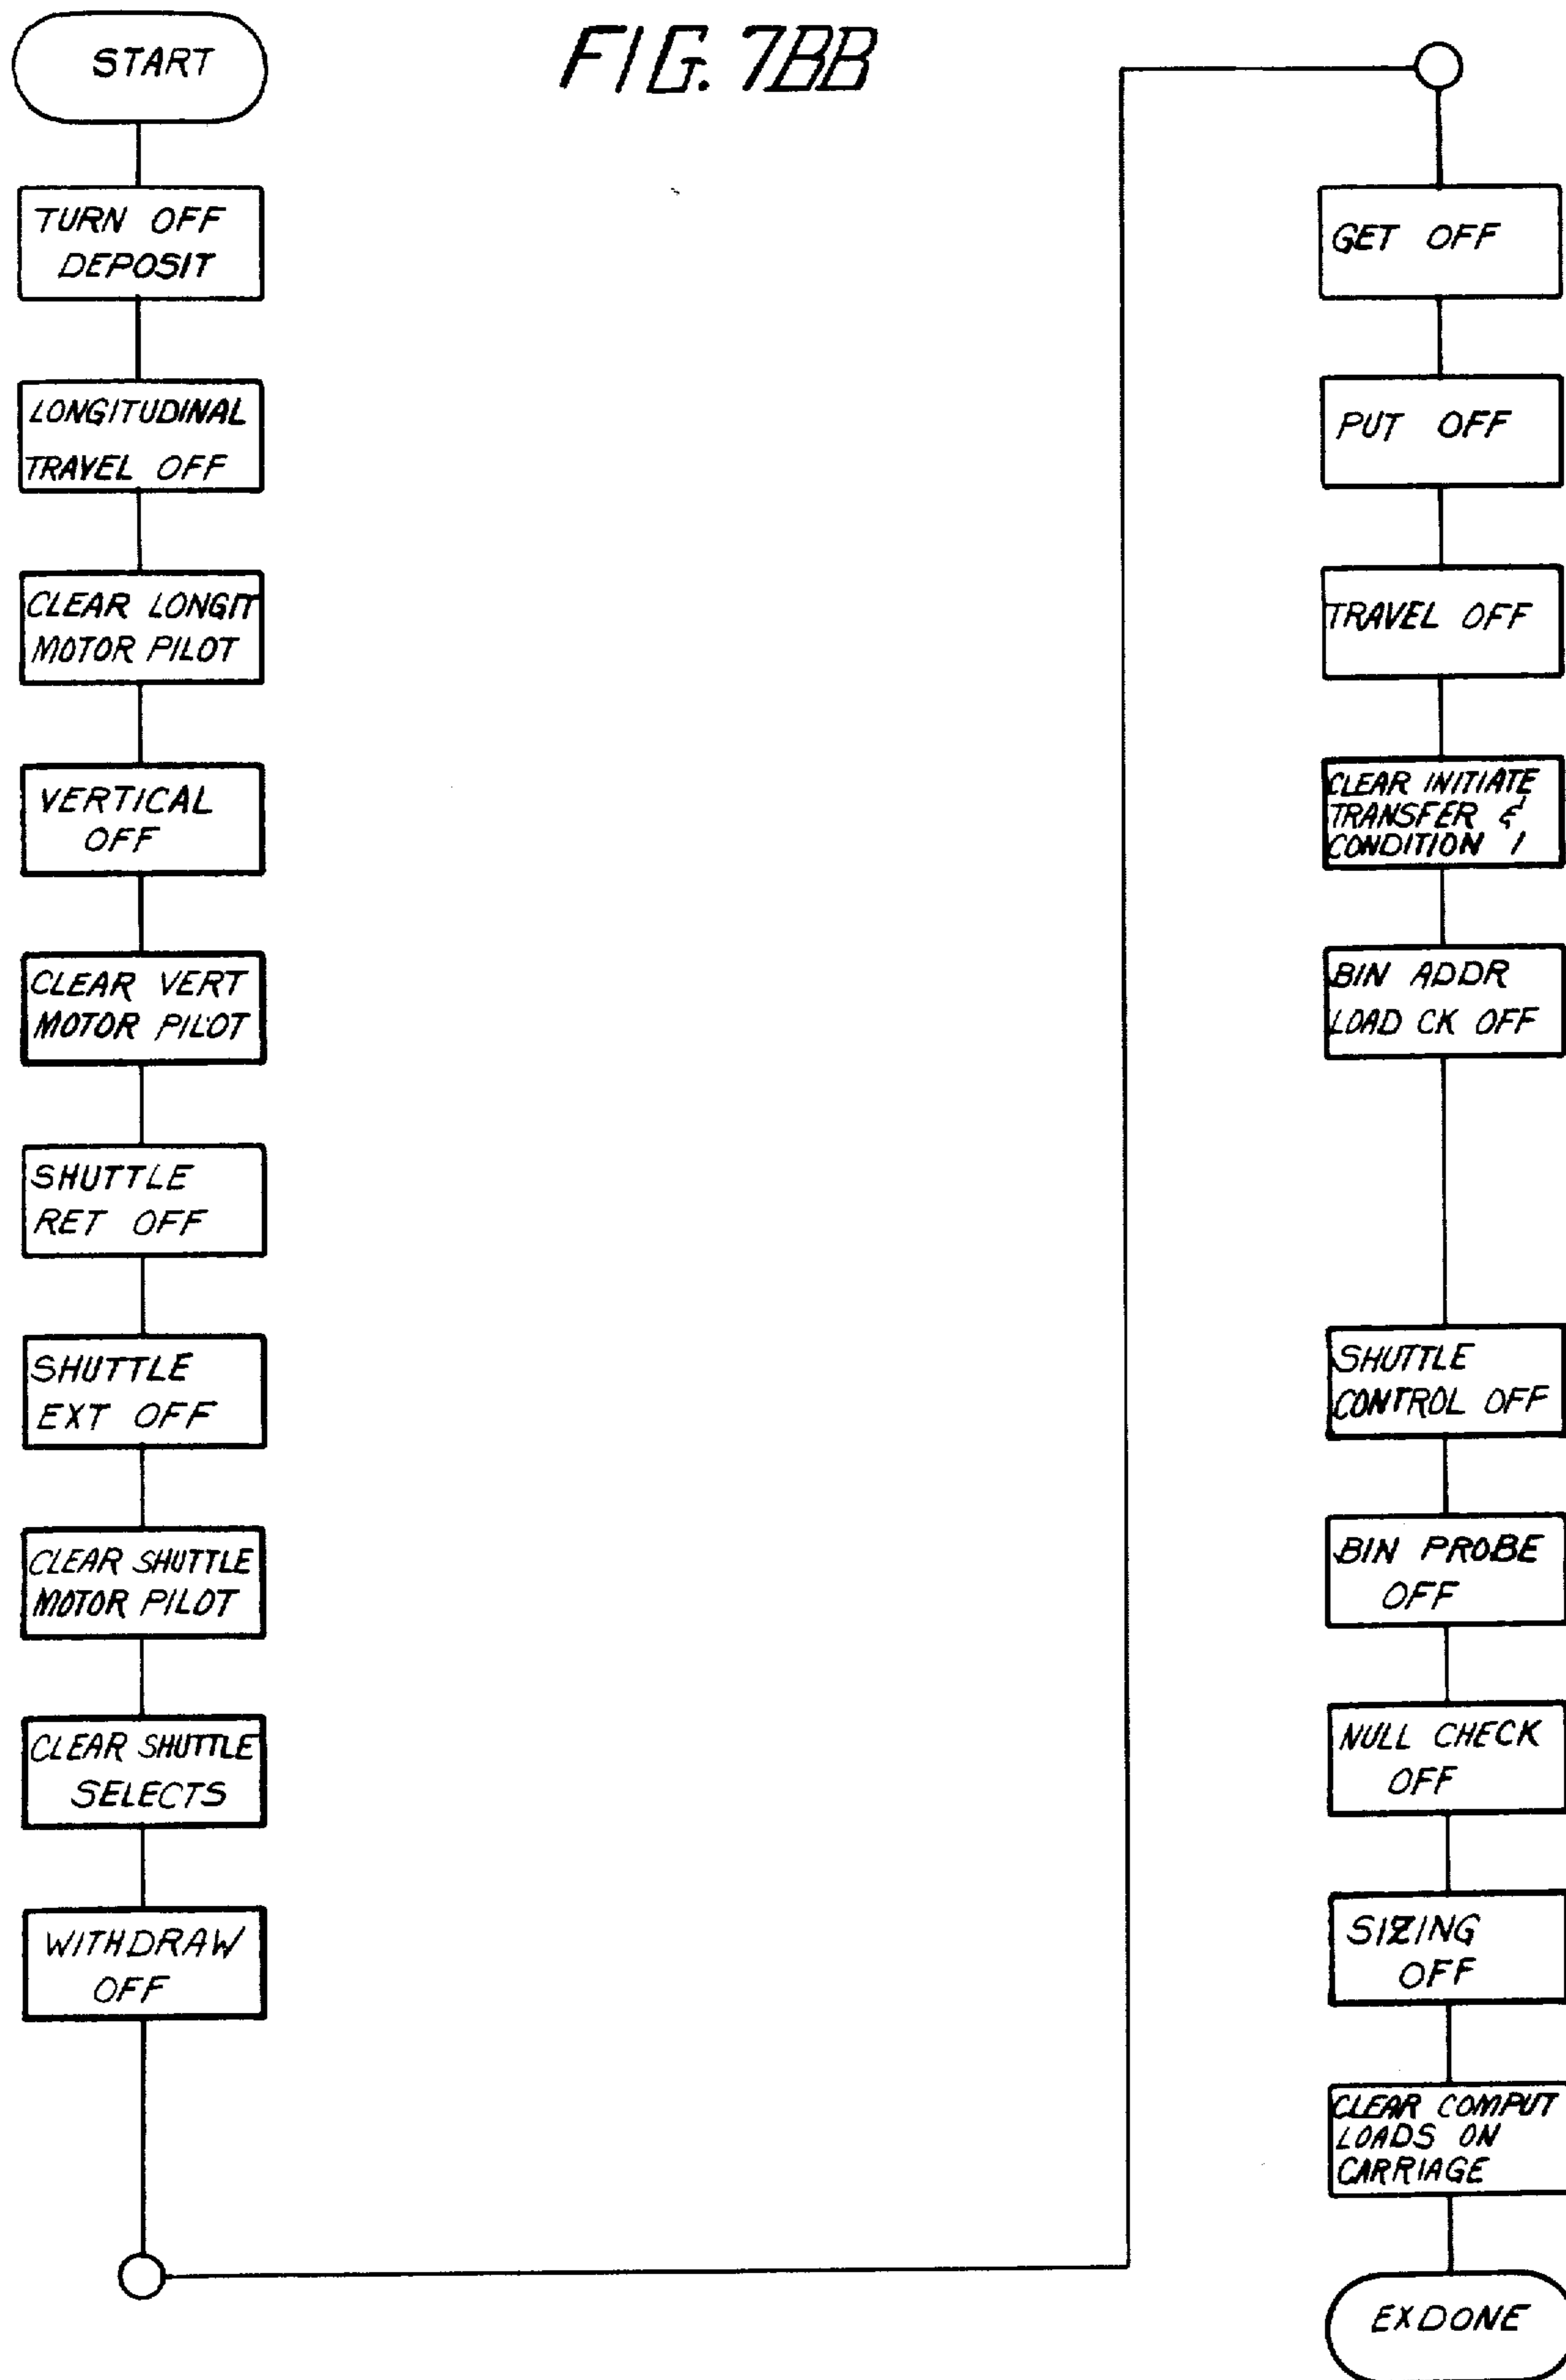 FIG. 7BB
START
TURN OFF
DEPOSIT
LONGITUDINAL
TRAVEL OFF
CLEAR LONGIT
MOTOR PILOT
VERTICAL
OFF
CLEAR VERT
MOTOR PILOT
SHUTTLE
RET OFF
SHUTTLE
EXT OFF
CLEAR SHUTTLE
MOTOR PILOT
CLEAR SHUTTLE
SELECTS
WITHDRAW
OFF
GET OFF
PUT OFF
TRAVEL OFF
CLEAR INITIATE
TRANSFER &
CONDITION 1
BIN ADDR
LOAD CK OFF
SHUTTLE
CONTROL OFF
BIN PROBE
OFF
NULL CHECK
OFF
SIZING
OFF
CLEAR COMPUT
LOADS ON
CARRIAGE
EXDONE